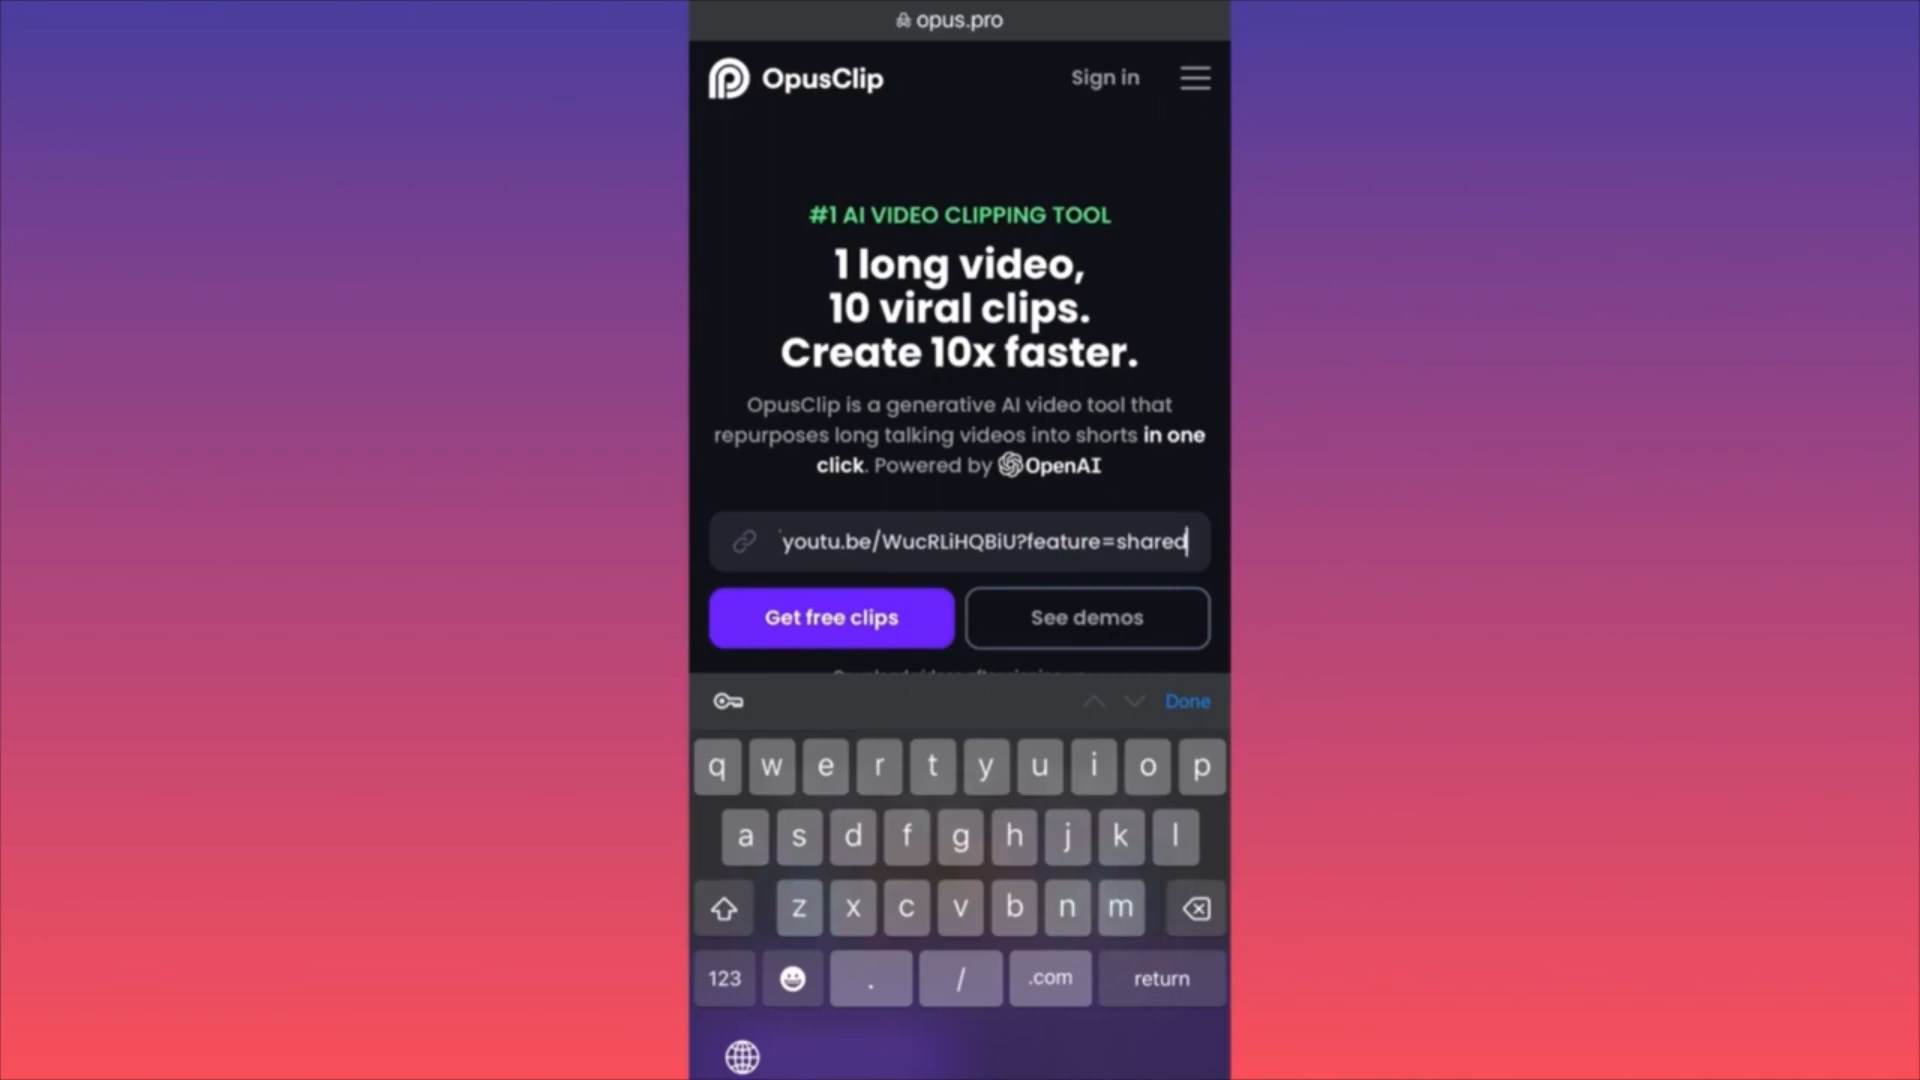 opus.pro
OpusClip
Sign in
#1 AI VIDEO CLIPPING TOOL
1 long video,
10 viral clips.
Create 10x faster.
OpusClip is a generative AI video tool that
repurposes long talking videos into shorts in one
click. Powered by OpenAI
youtu.be/WucRLiHQBiU?feature=shared
Get free clips
See demos
Done
q w e r t y u i o p
a s d f g h j k l
z x c v b n m
123 . / .com return